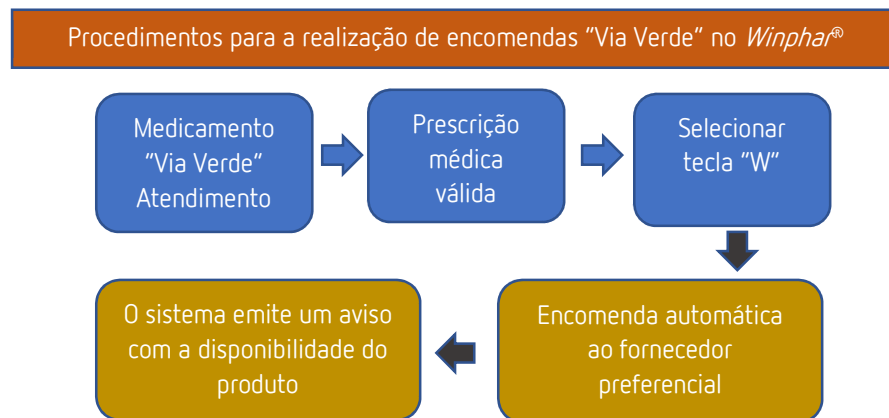 Procedimentos para a realização de encomendas "Via Verde" no Winphar®
Medicamento
"Via Verde"
Atendimento
Prescrição
médica
válida
Selecionar
tecla "W"
Encomenda automática
ao fornecedor
preferencial
O sistema emite um aviso
com a disponibilidade do
produto